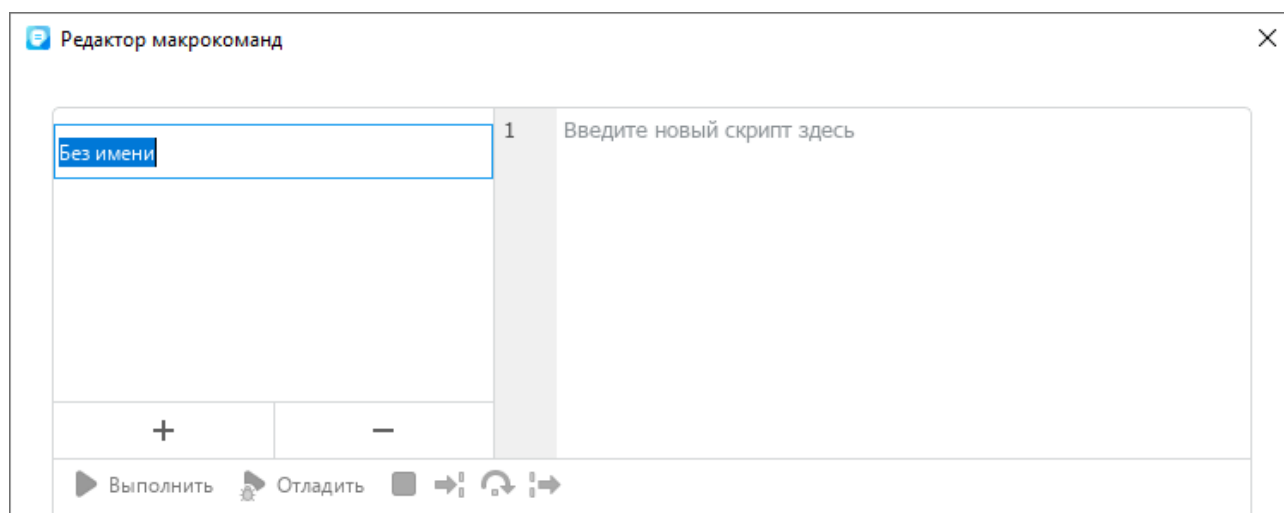 Редактор макрокоманд
Без имени
1
Введите новый скрипт здесь
+ −
Выполнить Отладить